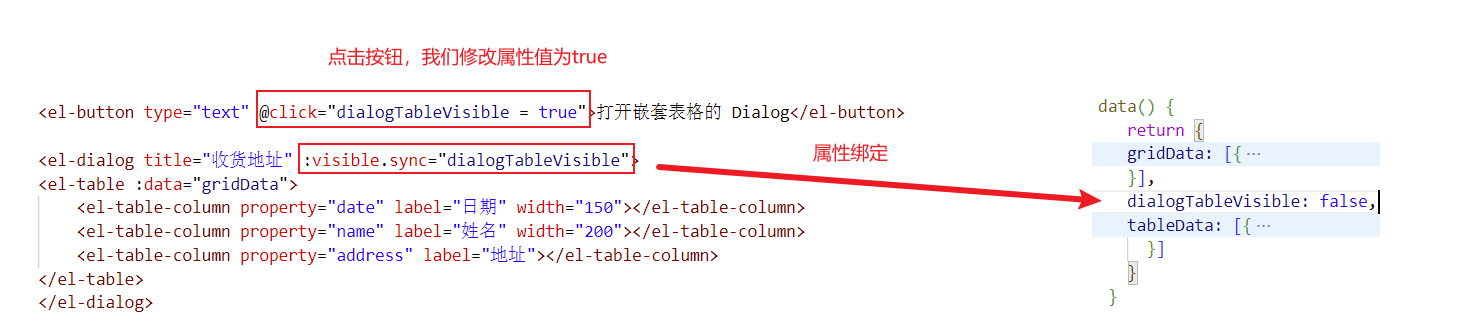 点击按钮，我们修改属性值为true
<el-button type="text" @click="dialogTableVisible = true">打开嵌套表格的 Dialog</el-button>
<el-dialog title="收货地址" :visible.sync="dialogTableVisible">
<el-table :data="gridData">
<el-table-column property="date" label="日期" width="150"></el-table-column>
<el-table-column property="name" label="姓名" width="200"></el-table-column>
<el-table-column property="address" label="地址"></el-table-column>
</el-table>
</el-dialog>
属性绑定
data() {
return {
gridData: [{ ···
}],
dialogTableVisible: false,
tableData: [{ ···
}]
}
}